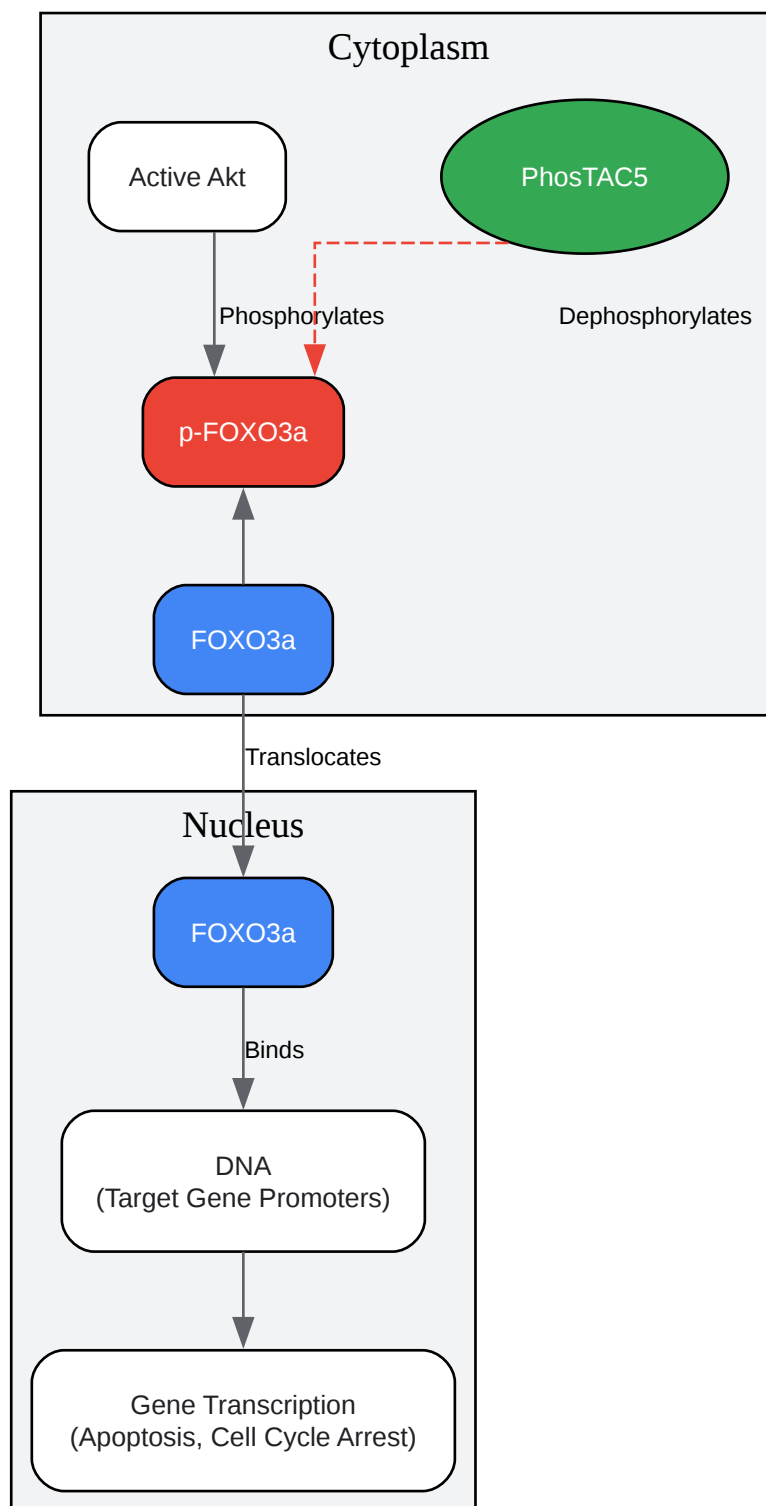 Cytoplasm
Active Akt
PhosTAC5
Phosphorylates
Dephosphorylates
p-FOXO3a
FOXO3a
Translocates
Nucleus
FOXO3a
Binds
DNA
(Target Gene Promoters)
Gene Transcription
(Apoptosis, Cell Cycle Arrest)